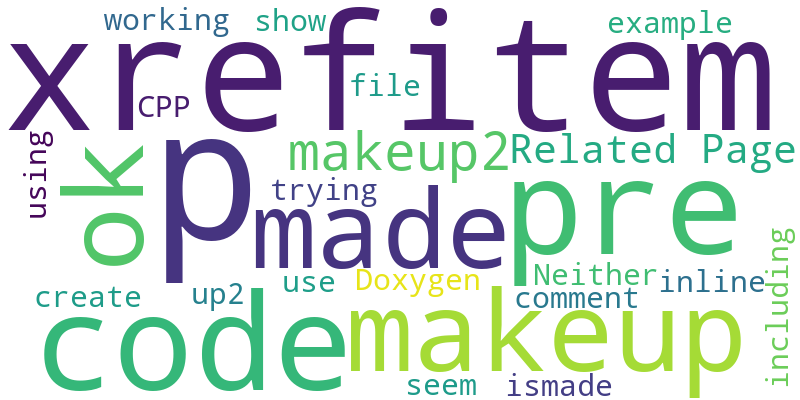 working
show
example
xrefitem
CPP
file
using
ok
p
makeup2
Related Page
trying
made
pre
Neither
inline
including
create
up2
use
Doxygen
comment
code
makeup
seem
ismade